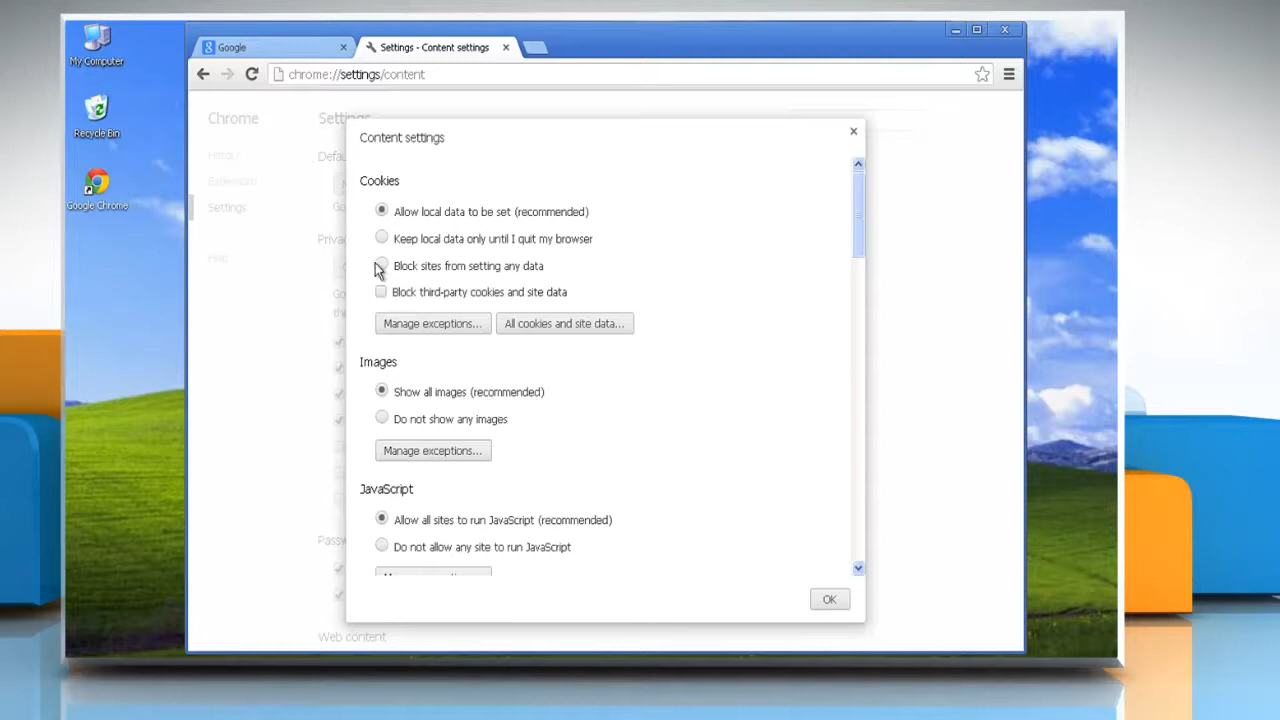 My Computer
Recycle Bin
Google Chrome
Google
Settings - Content settings
chrome://settings/content
Chrome
History
Extensions
Settings
Help
Settings
Content settings
Cookies
Allow local data to be set (recommended)
Keep local data only until I quit my browser
Block sites from setting any data
Block third-party cookies and site data
Manage exceptions...
All cookies and site data...
Images
Show all images (recommended)
Do not show any images
Manage exceptions...
JavaScript
Allow all sites to run JavaScript (recommended)
Do not allow any site to run JavaScript
OK
Web content